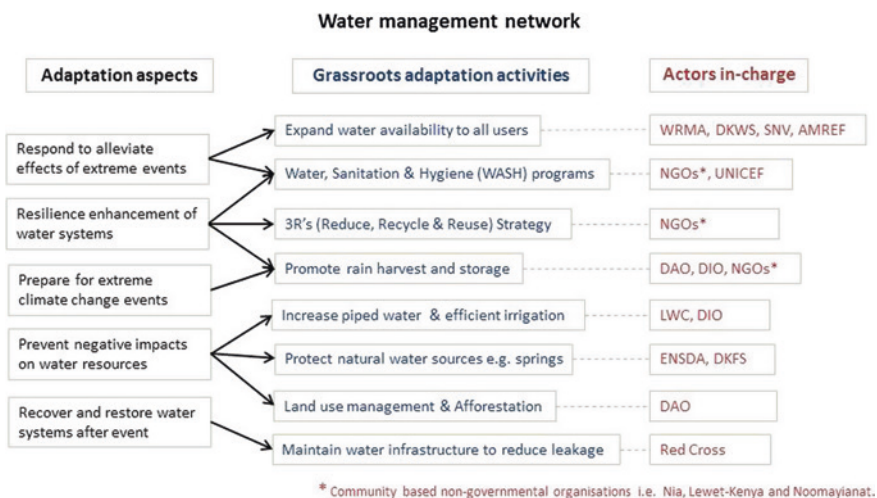 Water management network
Adaptation aspects
Grassroots adaptation activities
Actors in-charge
Respond to alleviate
effects of extreme events
Resilience enhancement of
water systems
Prepare for extreme
climate change events
Prevent negative impacts
on water resources
Recover and restore water
systems after event
Expand water availability to all users
Water, Sanitation & Hygiene (WASH) programs
3R's (Reduce, Recycle & Reuse) Strategy
Promote rain harvest and storage
Increase piped water & efficient irrigation
Protect natural water sources e.g. springs
Land use management & Afforestation
Maintain water infrastructure to reduce leakage
WRMA, DKWS, SNV, AMREF
NGOs*, UNICEF
NGOs*
DAO, DIO, NGOs*
LWC, DIO
ENSDA, DKFS
DAO
Red Cross
* Community based non-governmental organisations i.e. Nia, Lewet-Kenya and Noomayianat.